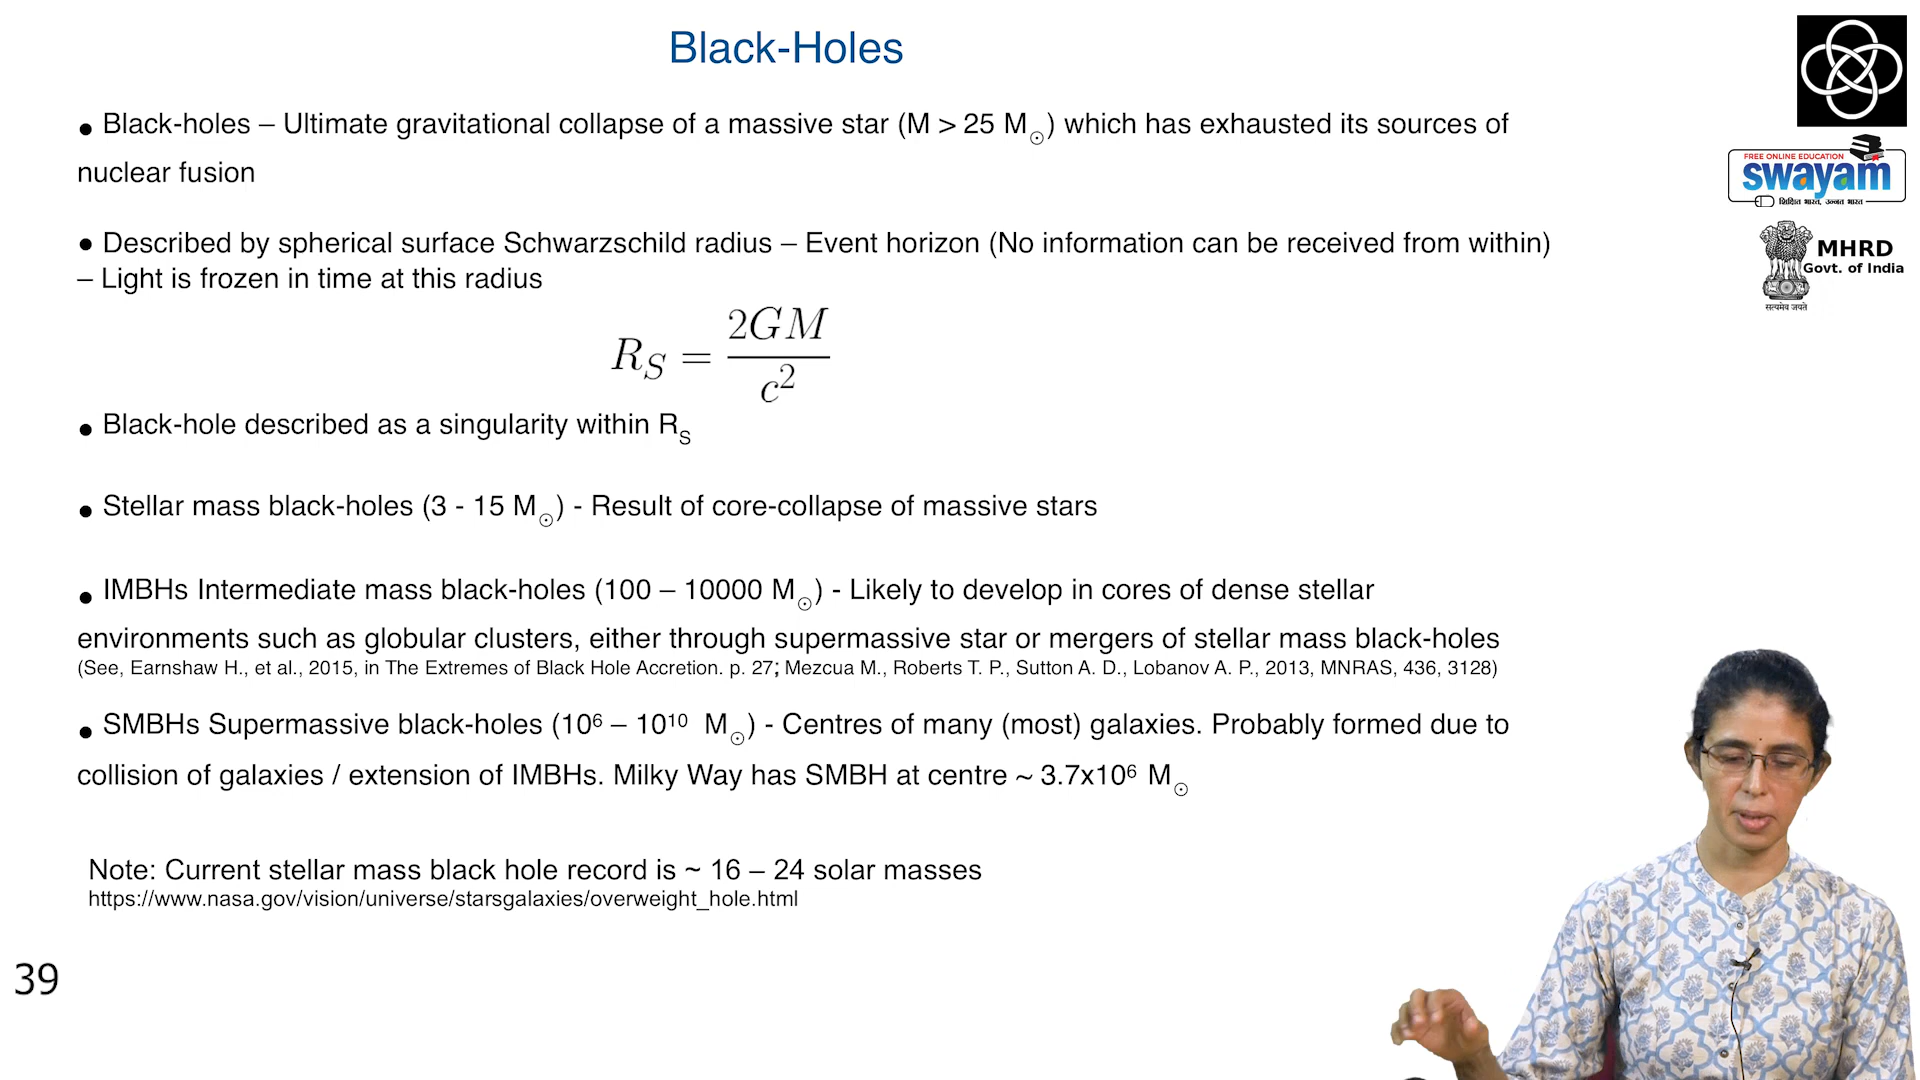 Black-Holes
● Black-holes – Ultimate gravitational collapse of a massive star (M > 25 M☉) which has exhausted its sources of
nuclear fusion
● Described by spherical surface Schwarzschild radius – Event horizon (No information can be received from within)
– Light is frozen in time at this radius
R_S = 2GM / c²
● Black-hole described as a singularity within R_S
● Stellar mass black-holes (3 - 15 M☉) - Result of core-collapse of massive stars
● IMBHs Intermediate mass black-holes (100 – 10000 M☉) - Likely to develop in cores of dense stellar
environments such as globular clusters, either through supermassive star or mergers of stellar mass black-holes
(See, Earnshaw H., et al., 2015, in The Extremes of Black Hole Accretion. p. 27; Mezcua M., Roberts T. P., Sutton A. D., Lobanov A. P., 2013, MNRAS, 436, 3128)
● SMBHs Supermassive black-holes (10⁶ – 10¹⁰ M☉) - Centres of many (most) galaxies. Probably formed due to
collision of galaxies / extension of IMBHs. Milky Way has SMBH at centre ~ 3.7x10⁶ M☉
Note: Current stellar mass black hole record is ~ 16 – 24 solar masses
https://www.nasa.gov/vision/universe/starsgalaxies/overweight_hole.html
39
FREE ONLINE EDUCATION
swayam
शिक्षित भारत, उन्नत भारत
MHRD
Govt. of India
सत्यमेव जयते